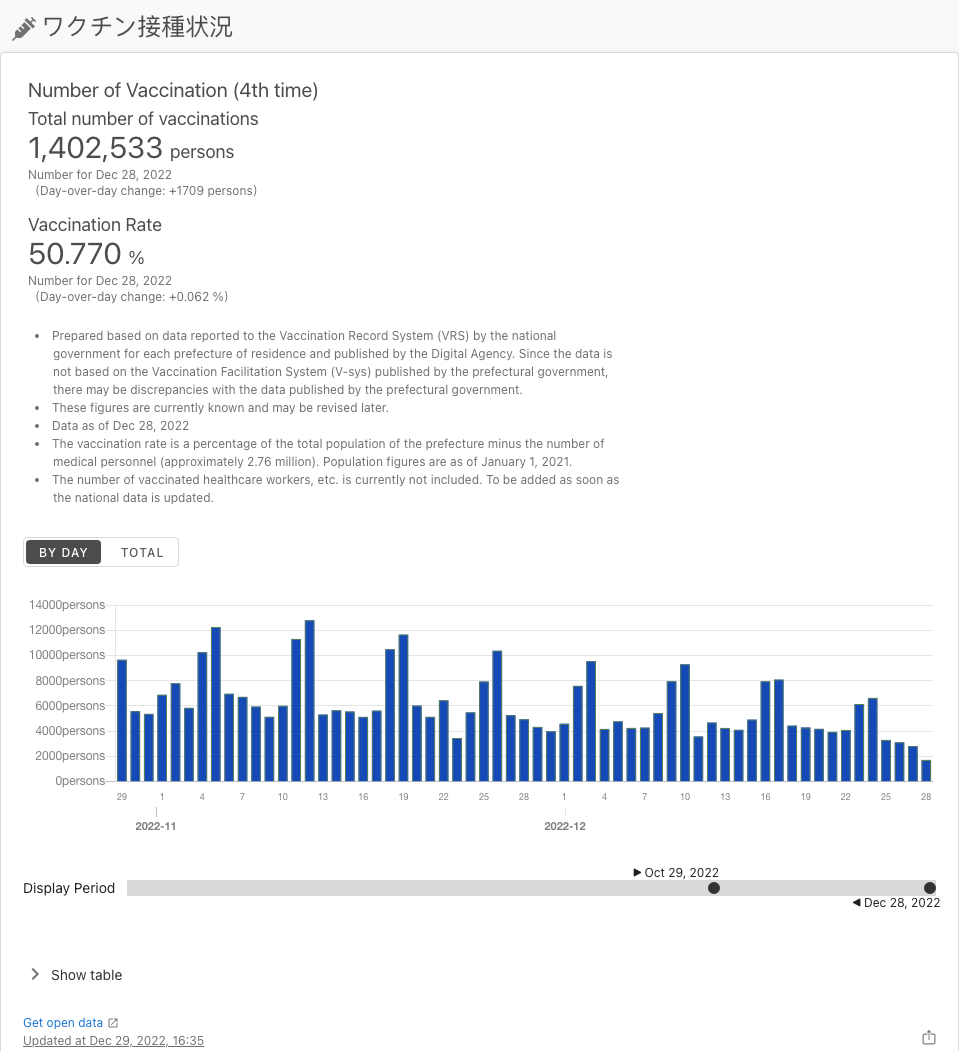 ワクチン接種状況
Number of Vaccination (4th time)
Total number of vaccinations
1,402,533 persons
Number for Dec 28, 2022
(Day-over-day change: +1709 persons)
Vaccination Rate
50.770 %
Number for Dec 28, 2022
(Day-over-day change: +0.062 %)
• Prepared based on data reported to the Vaccination Record System (VRS) by the national
government for each prefecture of residence and published by the Digital Agency. Since the data is
not based on the Vaccination Facilitation System (V-sys) published by the prefectural government,
there may be discrepancies with the data published by the prefectural government.
• These figures are currently known and may be revised later.
• Data as of Dec 28, 2022
• The vaccination rate is a percentage of the total population of the prefecture minus the number of
medical personnel (approximately 2.76 million). Population figures are as of January 1, 2021.
• The number of vaccinated healthcare workers, etc. is currently not included. To be added as soon as
the national data is updated.
BY DAY TOTAL
14000persons
12000persons
10000persons
8000persons
6000persons
4000persons
2000persons
0persons
29 1 4 7 10 13 16 19 22 25 28 1 4 7 10 13 16 19 22 25 28
2022-11 2022-12
Oct 29, 2022
Display Period
Dec 28, 2022
Show table
Get open data
Updated at Dec 29, 2022, 16:35